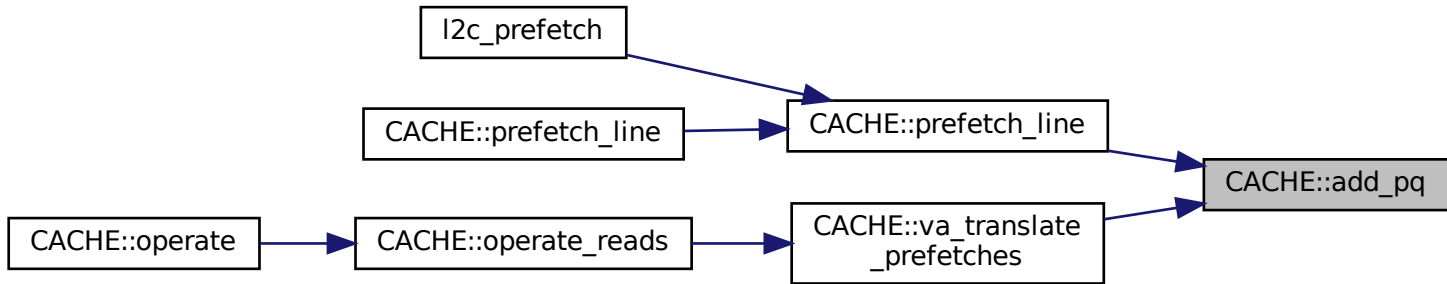 l2c_prefetch
CACHE::prefetch_line
CACHE::prefetch_line
CACHE::add_pq
CACHE::operate
CACHE::operate_reads
CACHE::va_translate
_prefetches